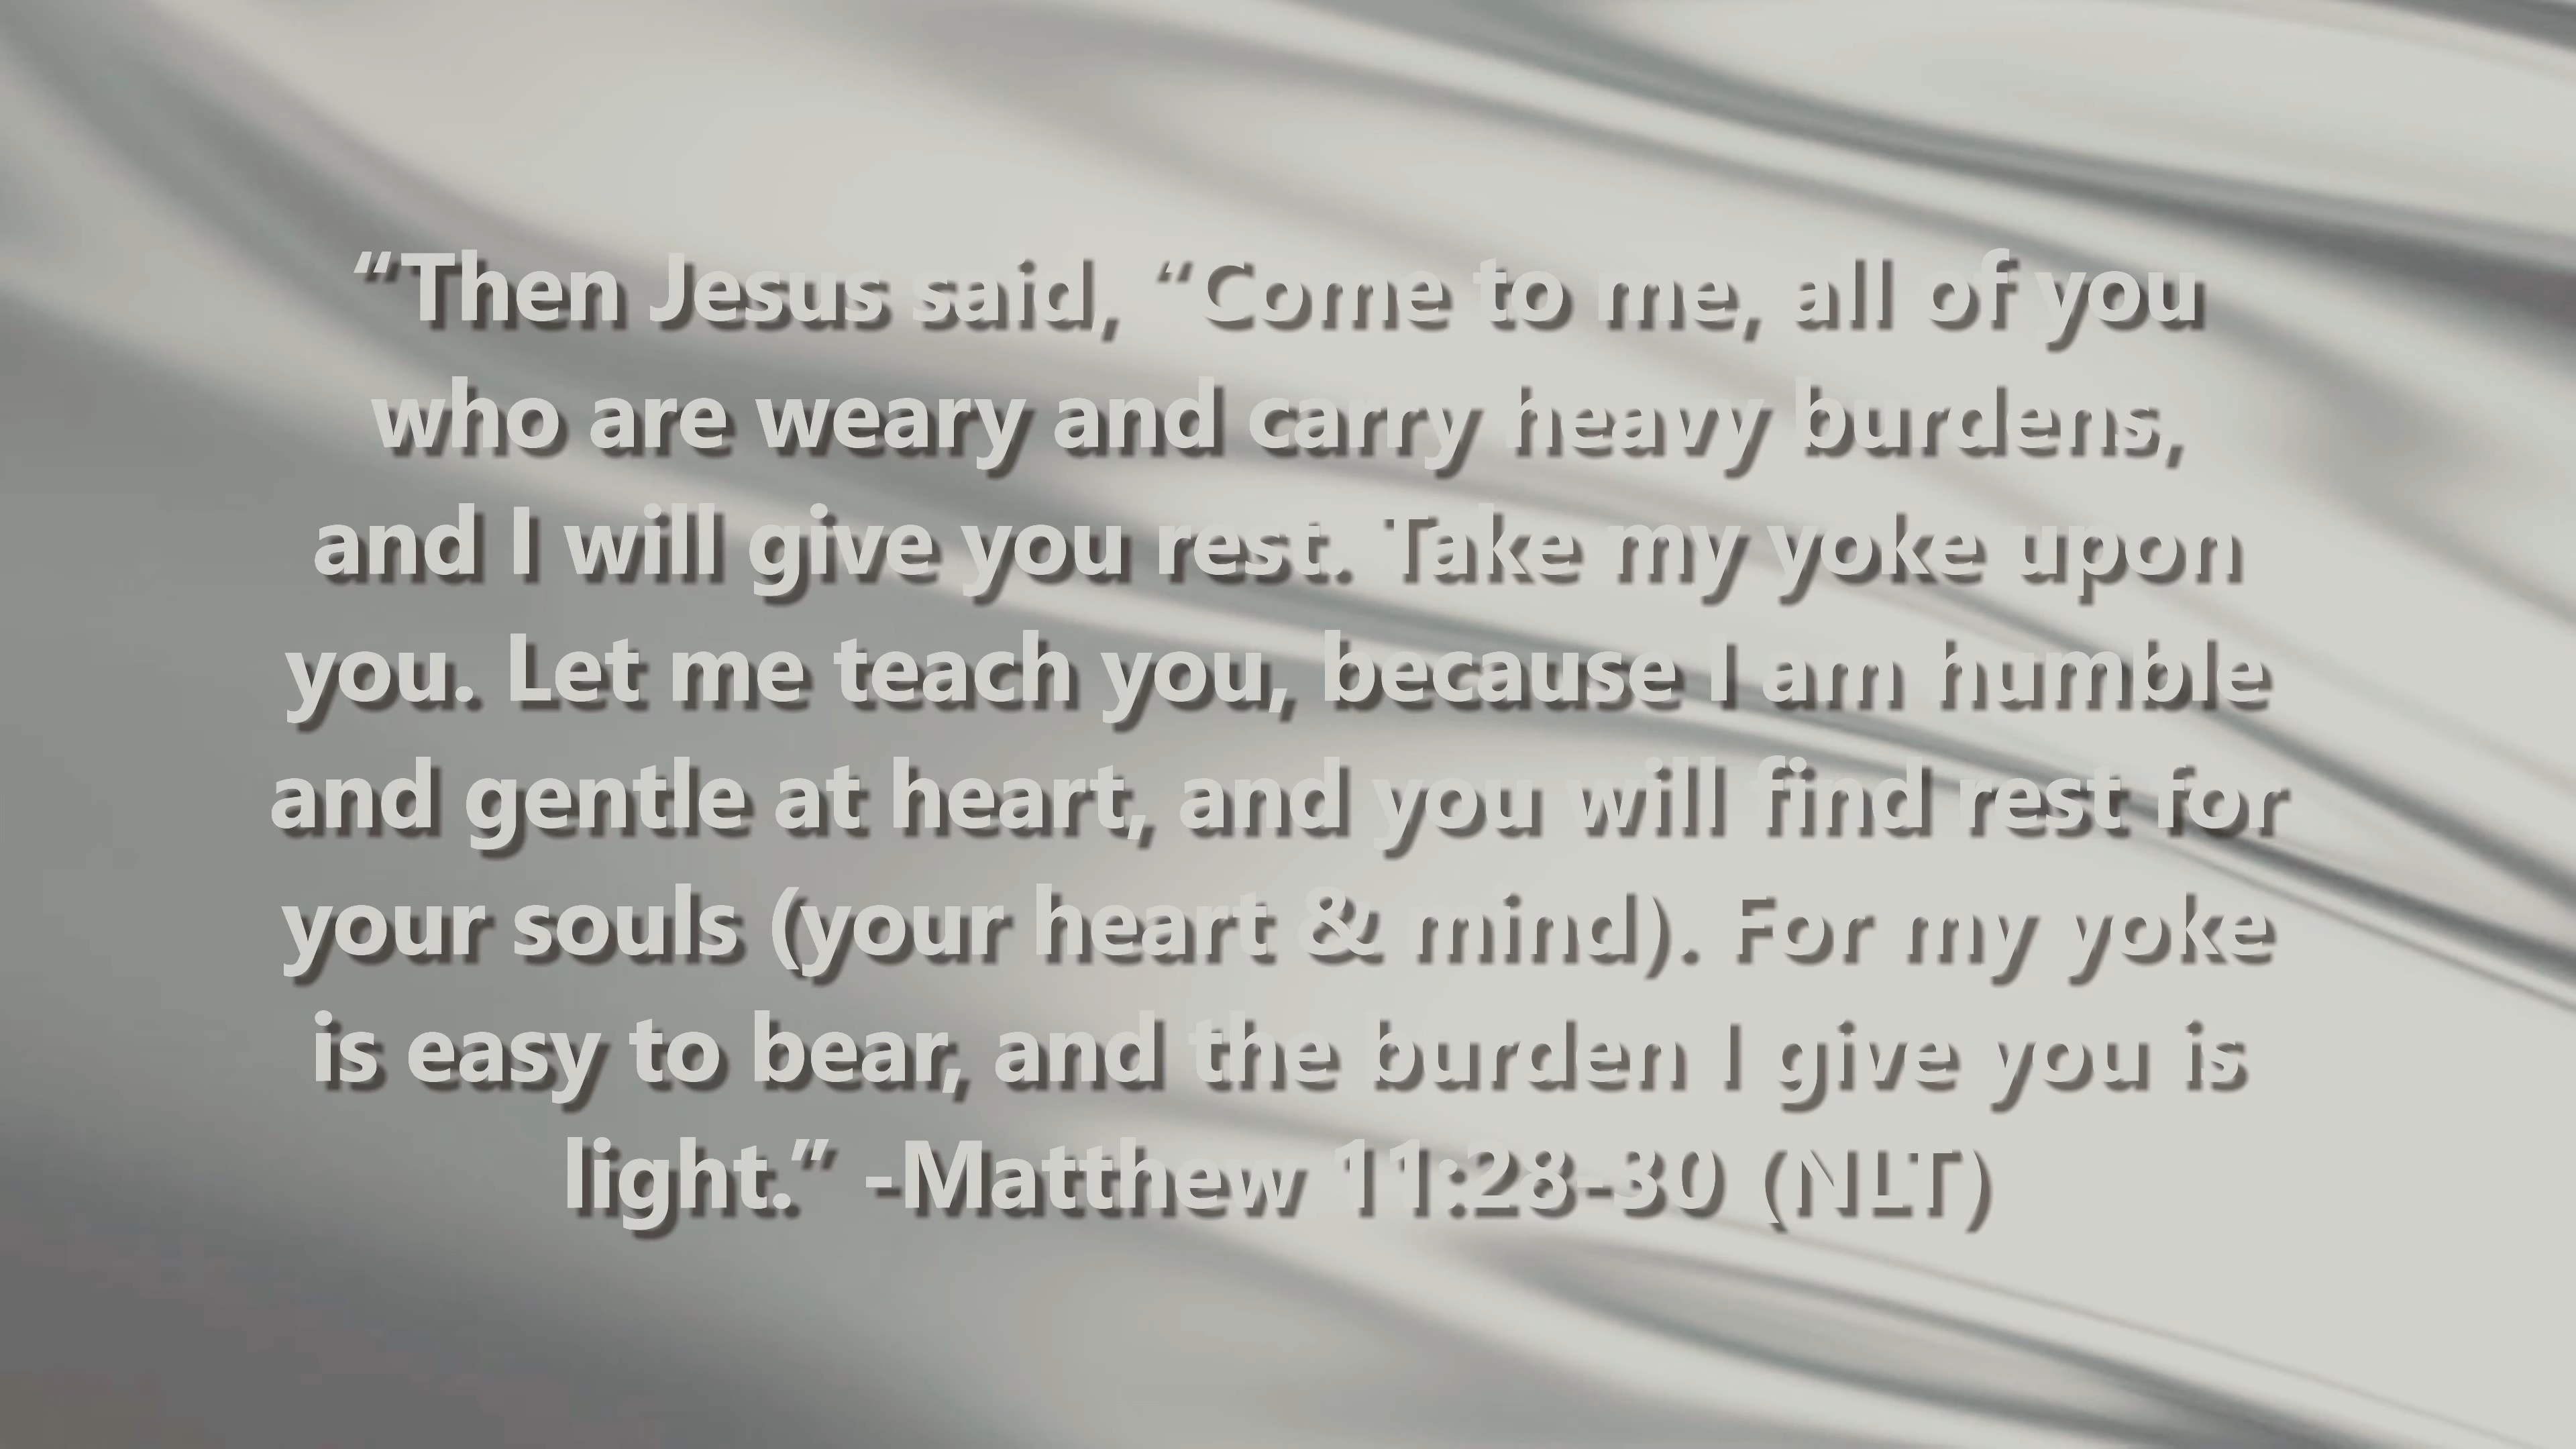 “Then Jesus said, “Come to me, all of you
who are weary and carry heavy burdens,
and I will give you rest. Take my yoke upon
you. Let me teach you, because I am humble
and gentle at heart, and you will find rest for
your souls (your heart & mind). For my yoke
is easy to bear, and the burden I give you is
light.” -Matthew 11:28-30 (NLT)